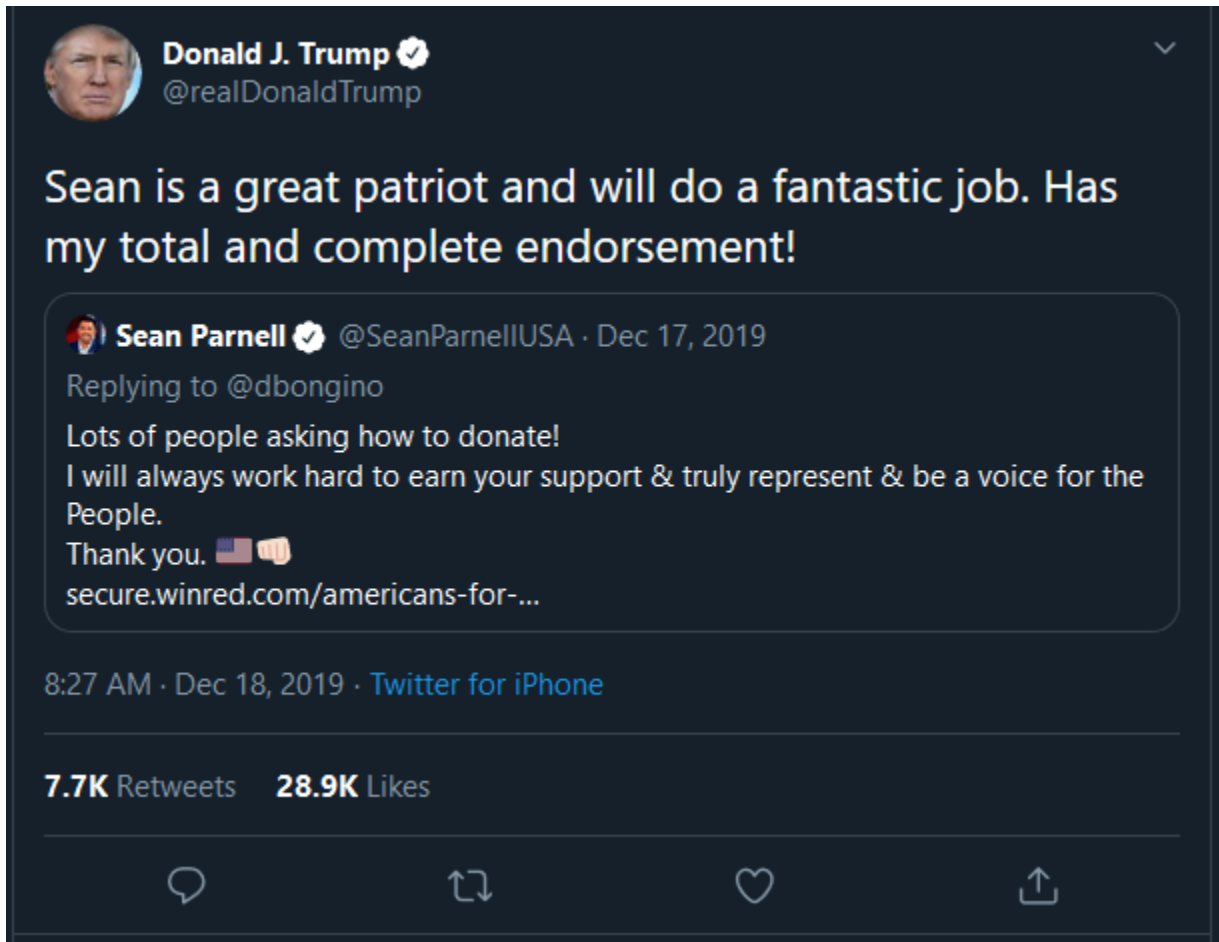 Donald J. Trump
@realDonaldTrump
Sean is a great patriot and will do a fantastic job. Has
my total and complete endorsement!
Sean Parnell @SeanParnellUSA · Dec 17, 2019
Replying to @dbongino
Lots of people asking how to donate!
I will always work hard to earn your support & truly represent & be a voice for the
People.
Thank you. 🇺🇸👊🏻
secure.winred.com/americans-for-...
8:27 AM · Dec 18, 2019 · Twitter for iPhone
7.7K Retweets 28.9K Likes